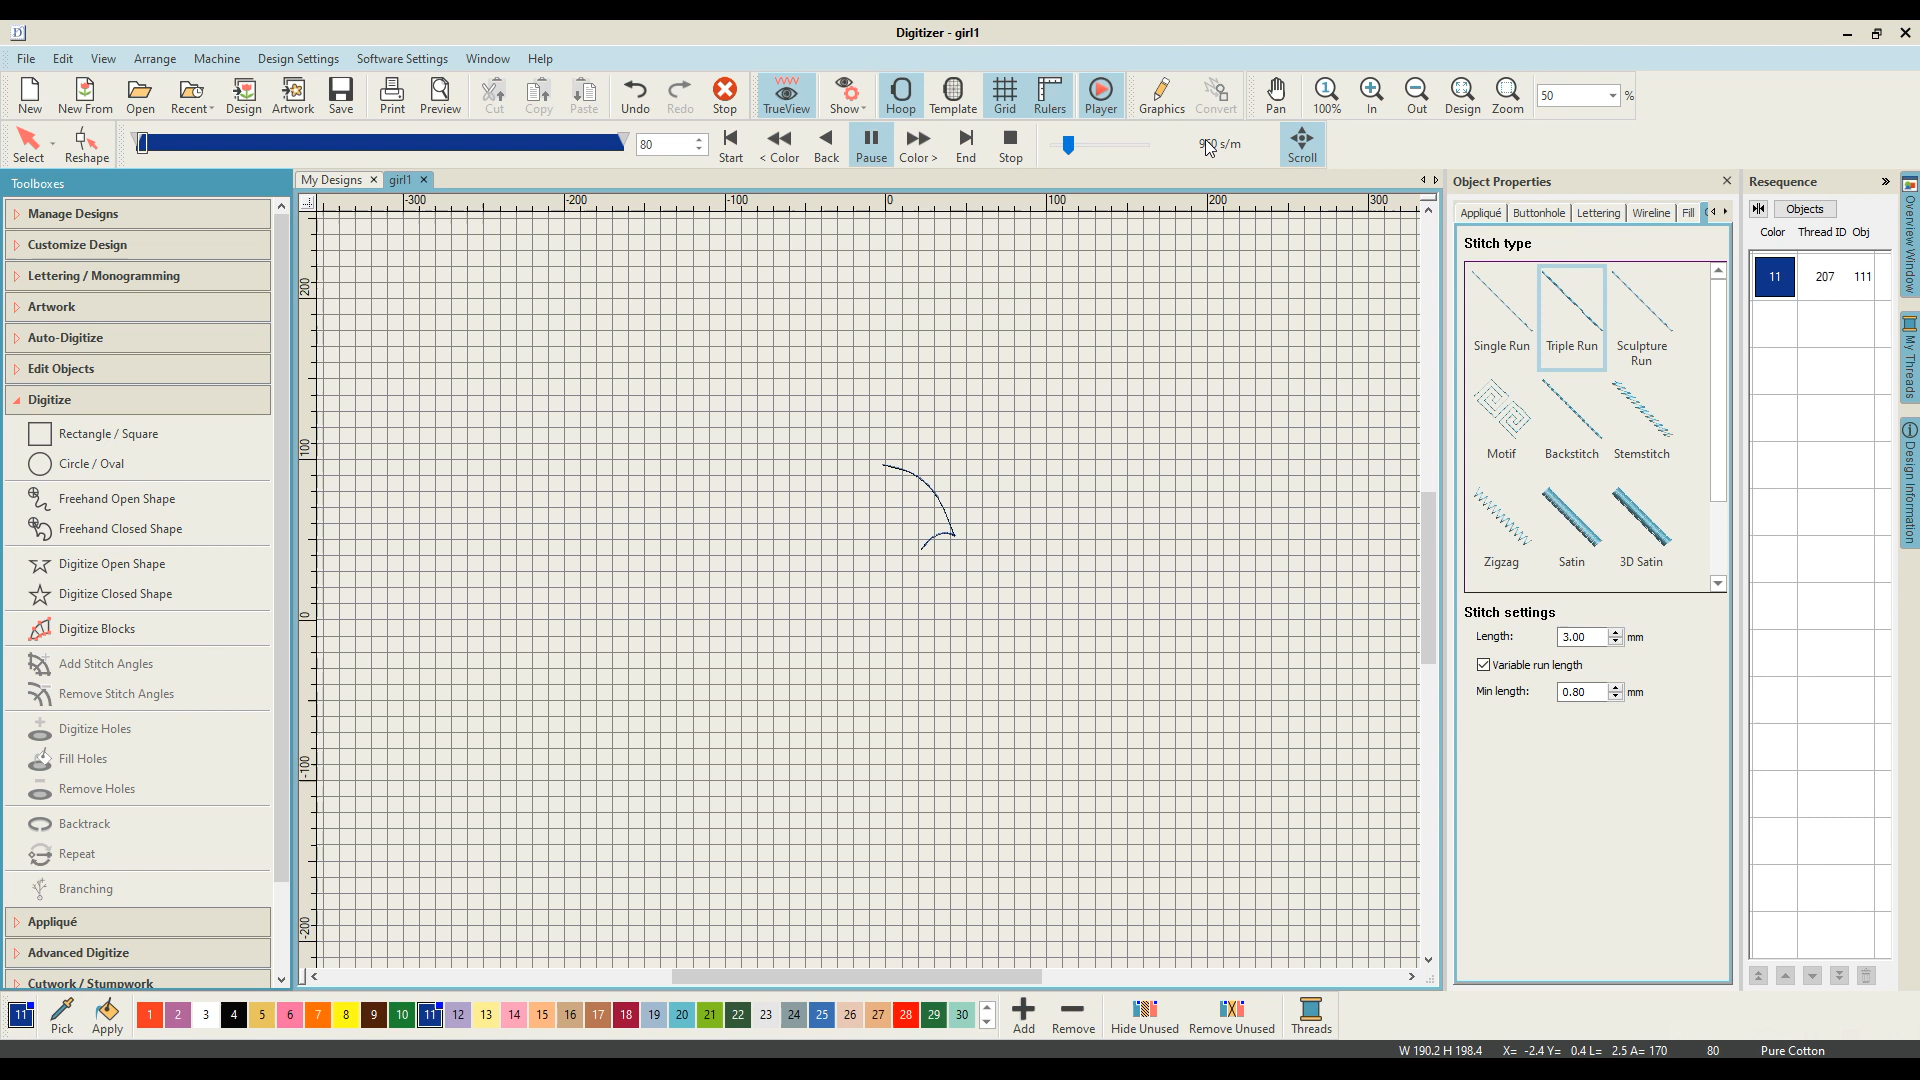 Digitizer - girl1
File Edit View Arrange Machine Design Settings Software Settings Window Help
New New From Open Recent Design Artwork Save Print Preview Cut Copy Paste Undo Redo Stop TrueView Show Hoop Template Grid Rulers Player Graphics Convert Pan 100% In Out Design Zoom 50 %
Select Reshape 80 Start < Color Back Pause Color > End Stop s/m Scroll
Toolboxes
My Designs girl1
Object Properties
Resequence
Manage Designs
Customize Design
Lettering / Monogramming
Artwork
Auto-Digitize
Edit Objects
Digitize
Rectangle / Square
Circle / Oval
Freehand Open Shape
Freehand Closed Shape
Digitize Open Shape
Digitize Closed Shape
Digitize Blocks
Add Stitch Angles
Remove Stitch Angles
Digitize Holes
Fill Holes
Remove Holes
Backtrack
Repeat
Branching
Appliqué
Advanced Digitize
Cutwork / Stumpwork
-300 -200 -100 0 100 200 300
200
100
0
-100
-200
Appliqué Buttonhole Lettering Wireline Fill
Stitch type
Single Run Triple Run Sculpture Run
Motif Backstitch Stemstitch
Zigzag Satin 3D Satin
Stitch settings
Length: 3.00 mm
Variable run length
Min length: 0.80 mm
Objects
Color Thread ID Obj
11 207 111
Overview Window
My Threads
Design Information
11 Pick Apply 1 2 3 4 5 6 7 8 9 10 11 12 13 14 15 16 17 18 19 20 21 22 23 24 25 26 27 28 29 30 Add Remove Hide Unused Remove Unused Threads
W 190.2 H 198.4 X= -2.4 Y= 0.4 L= 2.5 A= 170 80 Pure Cotton